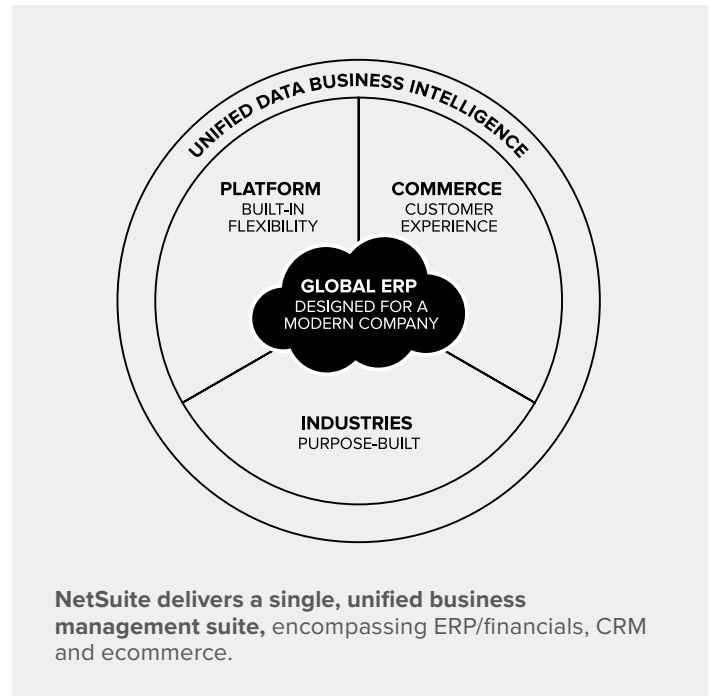 UNIFIED DATA BUSINESS INTELLIGENCE
PLATFORM
BUILT-IN
FLEXIBILITY
COMMERCE
CUSTOMER
EXPERIENCE
GLOBAL ERP
DESIGNED FOR A
MODERN COMPANY
INDUSTRIES
PURPOSE-BUILT
NetSuite delivers a single, unified business
management suite, encompassing ERP/financials, CRM
and ecommerce.